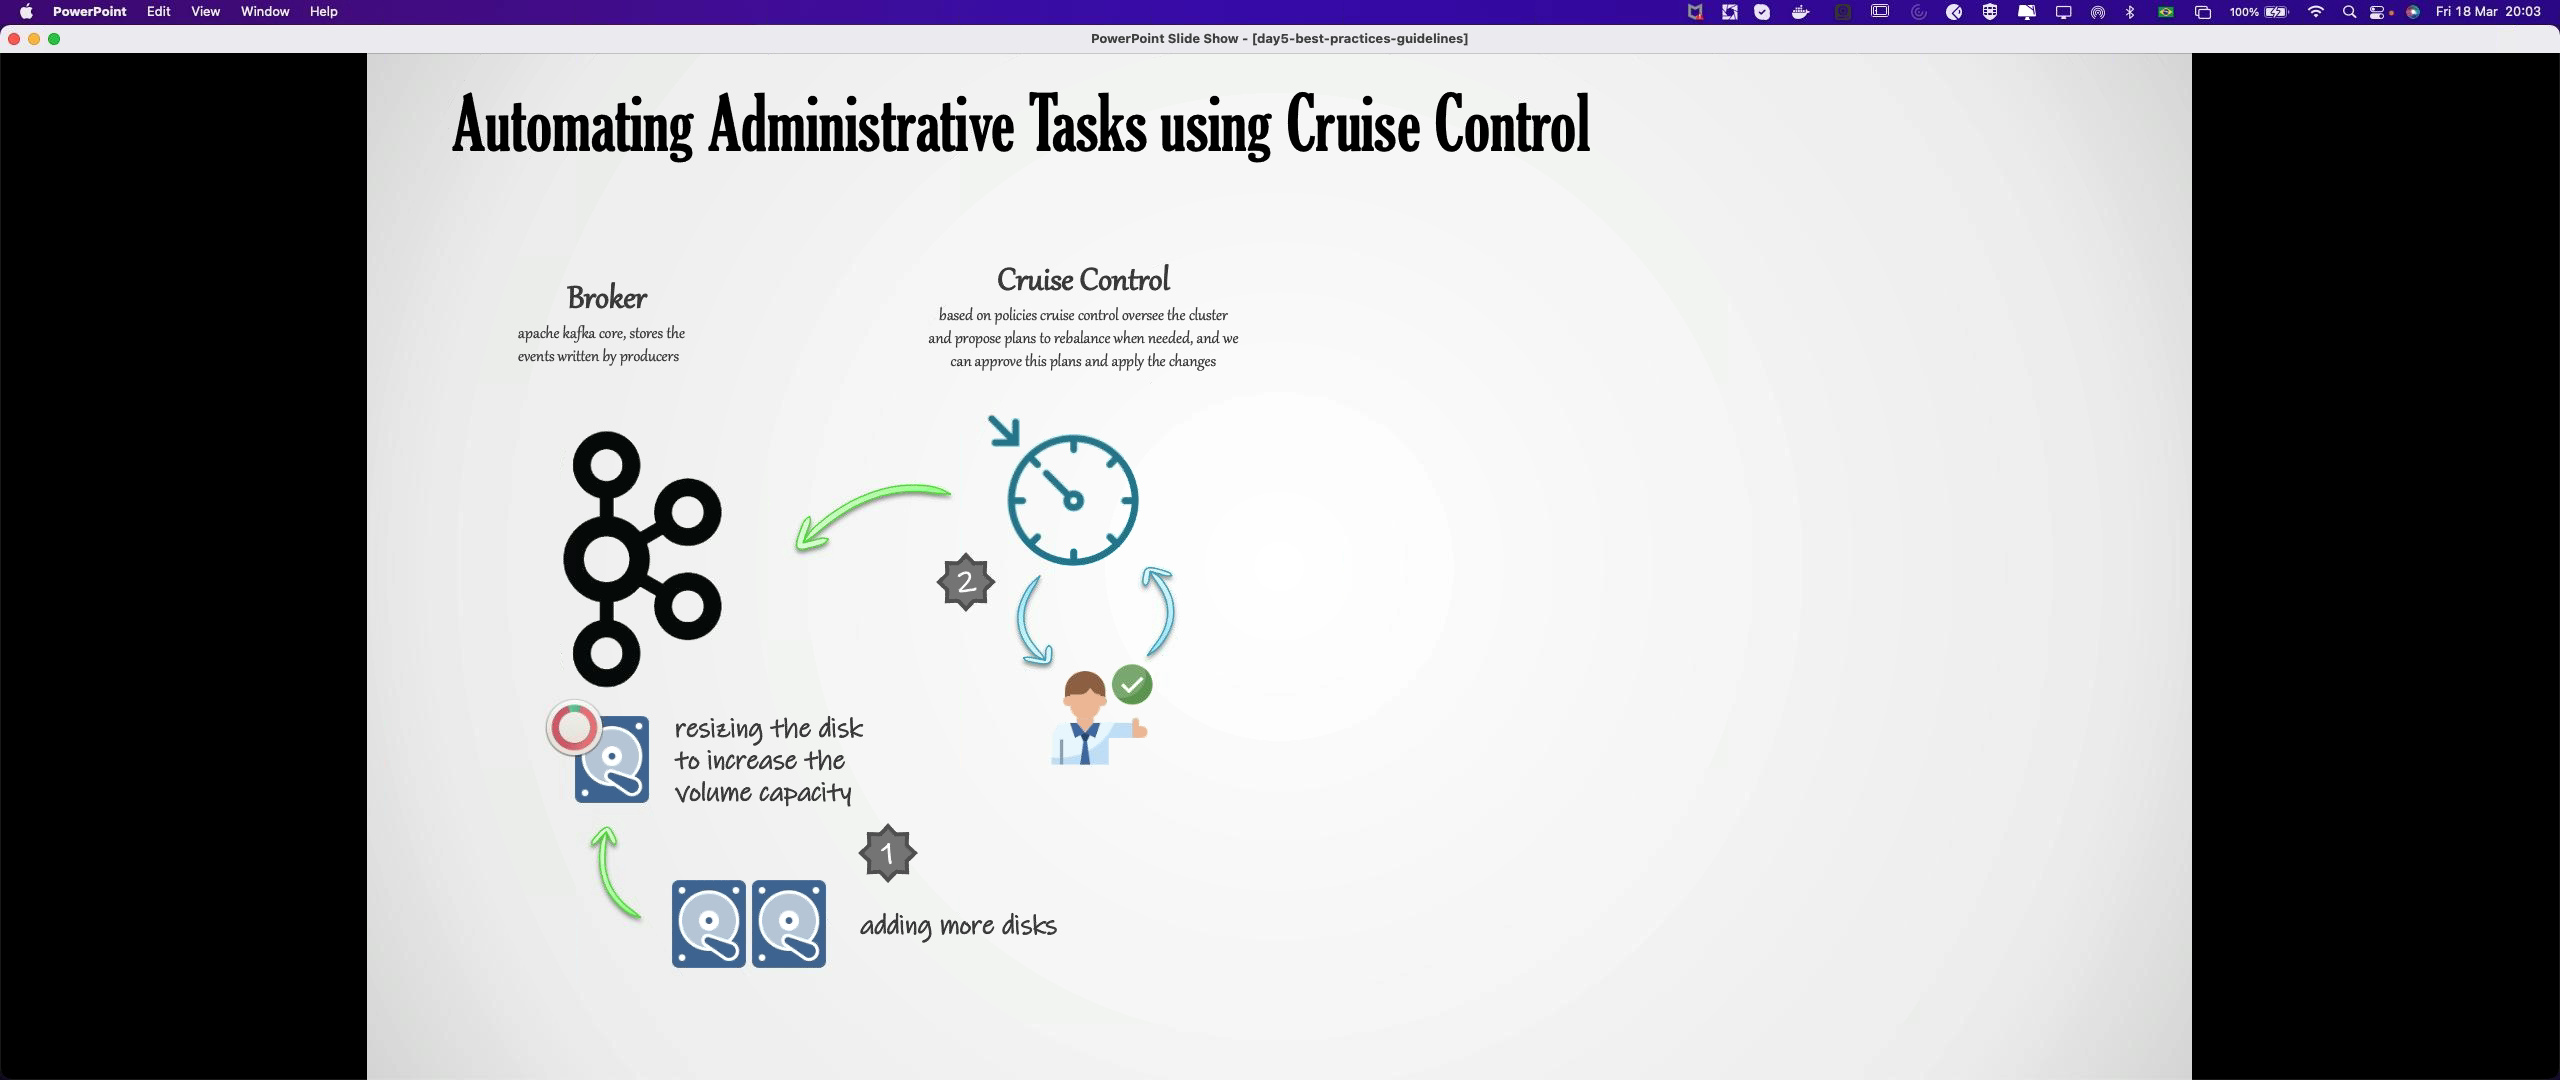 PowerPoint Edit View Window Help
100%
Fri 18 Mar 20:03
PowerPoint Slide Show - [day5-best-practices-guidelines]
Automating Administrative Tasks using Cruise Control
Broker
apache kafka core, stores the
events written by producers
Cruise Control
based on policies cruise control oversee the cluster
and propose plans to rebalance when needed, and we
can approve this plans and apply the changes
2
resizing the disk
to increase the
volume capacity
1
adding more disks